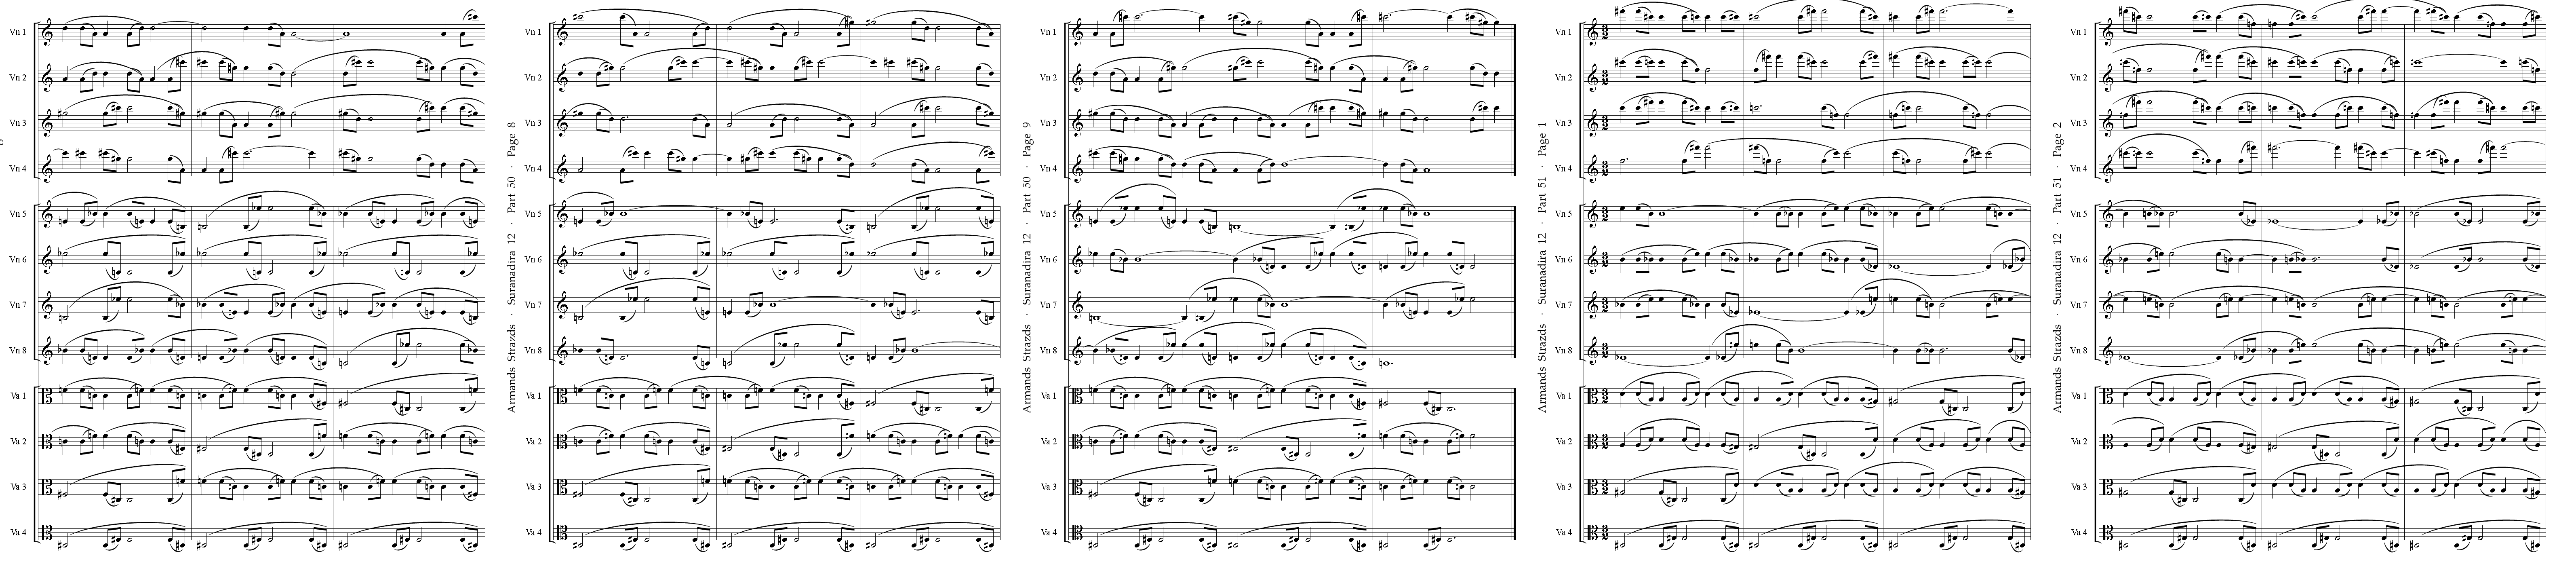 Vn 1
Vn 2
Vn 3
Vn 4
Vn 5
Vn 6
Vn 7
Vn 8
Va 1
Va 2
Va 3
Va 4
Armands Strazds · Suranadira 12 · Part 50 · Page 8
Vn 1
Vn 2
Vn 3
Vn 4
Vn 5
Vn 6
Vn 7
Vn 8
Va 1
Va 2
Va 3
Va 4
Armands Strazds · Suranadira 12 · Part 50 · Page 9
Vn 1
Vn 2
Vn 3
Vn 4
Vn 5
Vn 6
Vn 7
Vn 8
Va 1
Va 2
Va 3
Va 4
Armands Strazds · Suranadira 12 · Part 51 · Page 1
Vn 1
Vn 2
Vn 3
Vn 4
Vn 5
Vn 6
Vn 7
Vn 8
Va 1
Va 2
Va 3
Va 4
Armands Strazds · Suranadira 12 · Part 51 · Page 2
Vn 1
Vn 2
Vn 3
Vn 4
Vn 5
Vn 6
Vn 7
Vn 8
Va 1
Va 2
Va 3
Va 4